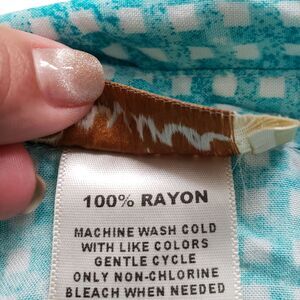 100% RAYON
MACHINE WASH COLD
WITH LIKE COLORS
GENTLE CYCLE
ONLY NON-CHLORINE
BLEACH WHEN NEEDED